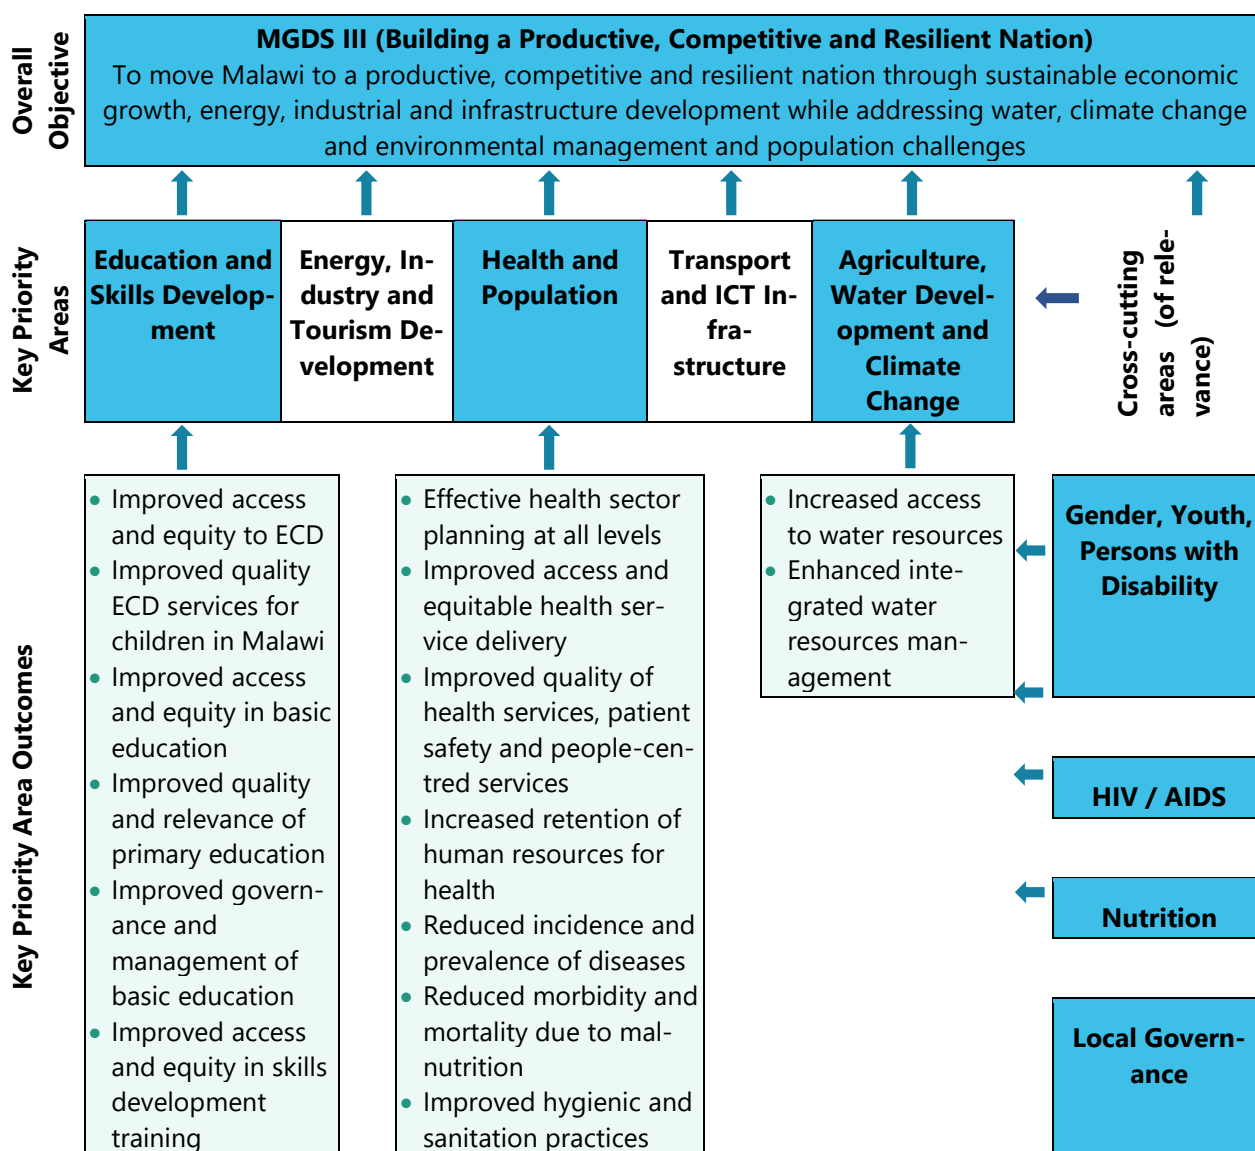 Overall
Objective
MGDS III (Building a Productive, Competitive and Resilient Nation)
To move Malawi to a productive, competitive and resilient nation through sustainable economic
growth, energy, industrial and infrastructure development while addressing water, climate change
and environmental management and population challenges
Key Priority
Areas
Education and
Skills Develop-
ment
Energy, In-
dustry and
Tourism De-
velopment
Health and
Population
Transport
and ICT In-
fra-
structure
Agriculture,
Water Devel-
opment and
Climate
Change
Cross-cutting
areas (of rele-
vance)
Key Priority Area Outcomes
• Improved access
and equity to ECD
• Improved quality
ECD services for
children in Malawi
• Improved access
and equity in basic
education
• Improved quality
and relevance of
primary education
• Improved govern-
ance and
management of
basic education
• Improved access
and equity in skills
development
training
• Effective health sector
planning at all levels
• Improved access and
equitable health ser-
vice delivery
• Improved quality of
health services, patient
safety and people-cen-
tred services
• Increased retention of
human resources for
health
• Reduced incidence and
prevalence of diseases
• Reduced morbidity and
mortality due to mal-
nutrition
• Improved hygienic and
sanitation practices
• Increased access
to water resources
• Enhanced inte-
grated water
resources man-
agement
Gender, Youth,
Persons with
Disability
HIV / AIDS
Nutrition
Local Govern-
ance